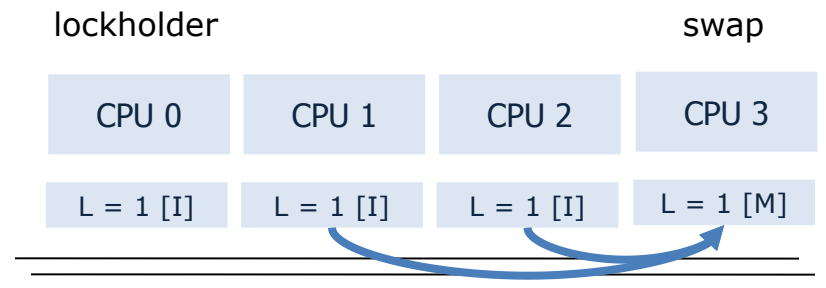 lockholder swap
CPU 0 CPU 1 CPU 2 CPU 3
L = 1 [I] L = 1 [I] L = 1 [I] L = 1 [M]